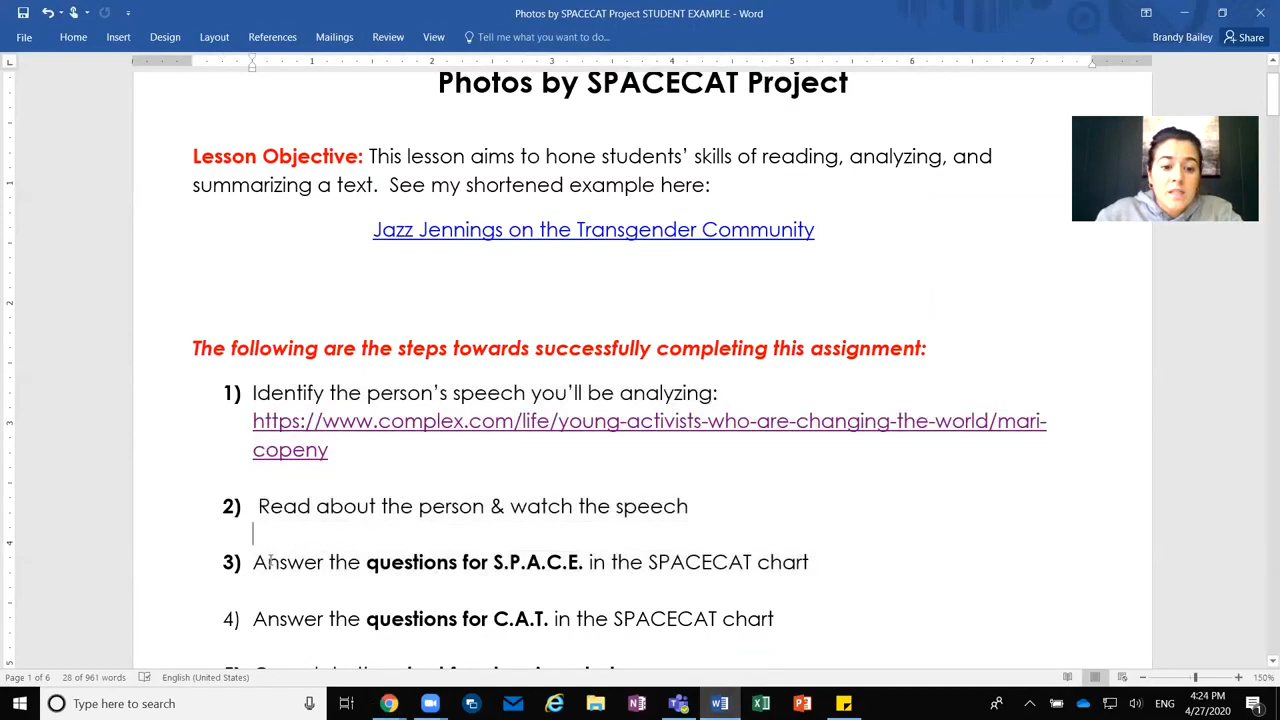 Photos by SPACECAT Project STUDENT EXAMPLE - Word
Brandy Bailey
Share
File Home Insert Design Layout References Mailings Review View Tell me what you want to do...
1 2 3 4 5 6 7
Photos by SPACECAT Project
Lesson Objective: This lesson aims to hone students' skills of reading, analyzing, and
summarizing a text. See my shortened example here:
Jazz Jennings on the Transgender Community
The following are the steps towards successfully completing this assignment:
1) Identify the person's speech you'll be analyzing:
https://www.complex.com/life/young-activists-who-are-changing-the-world/mari-
copeny
2) Read about the person & watch the speech
3) Answer the questions for S.P.A.C.E. in the SPACECAT chart
4) Answer the questions for C.A.T. in the SPACECAT chart
Page 1 of 6 28 of 961 words English (United States) 150%
Type here to search
ENG
4:24 PM
4/27/2020